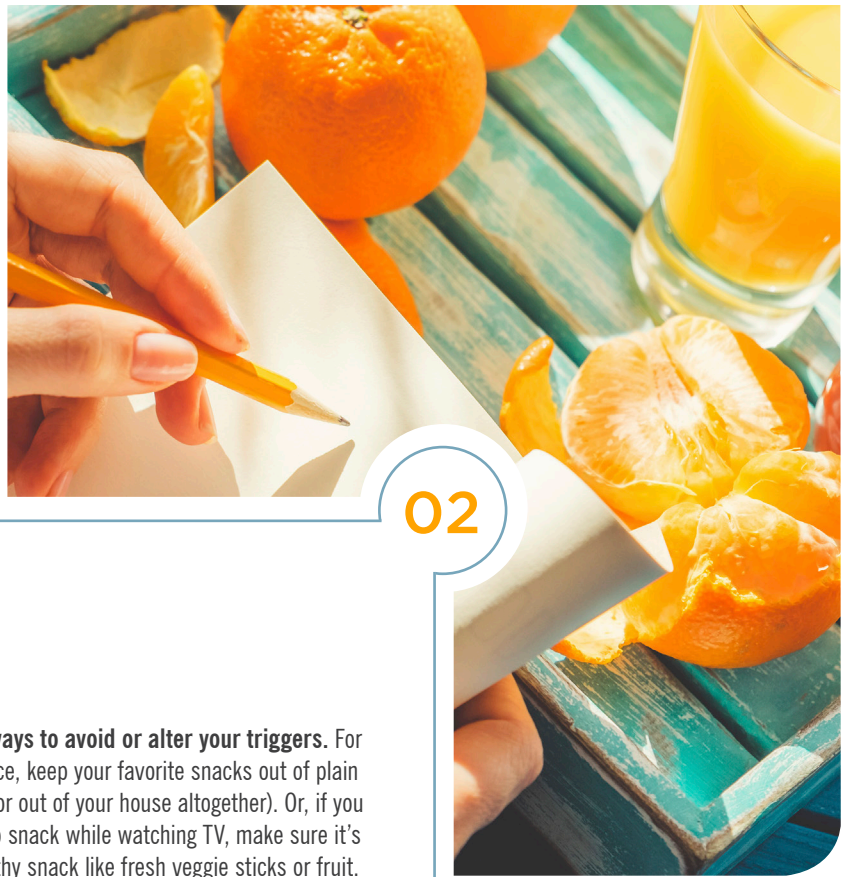 02
ways to avoid or alter your triggers. For
ce, keep your favorite snacks out of plain
or out of your house altogether). Or, if you
o snack while watching TV, make sure it's
thy snack like fresh veggie sticks or fruit.